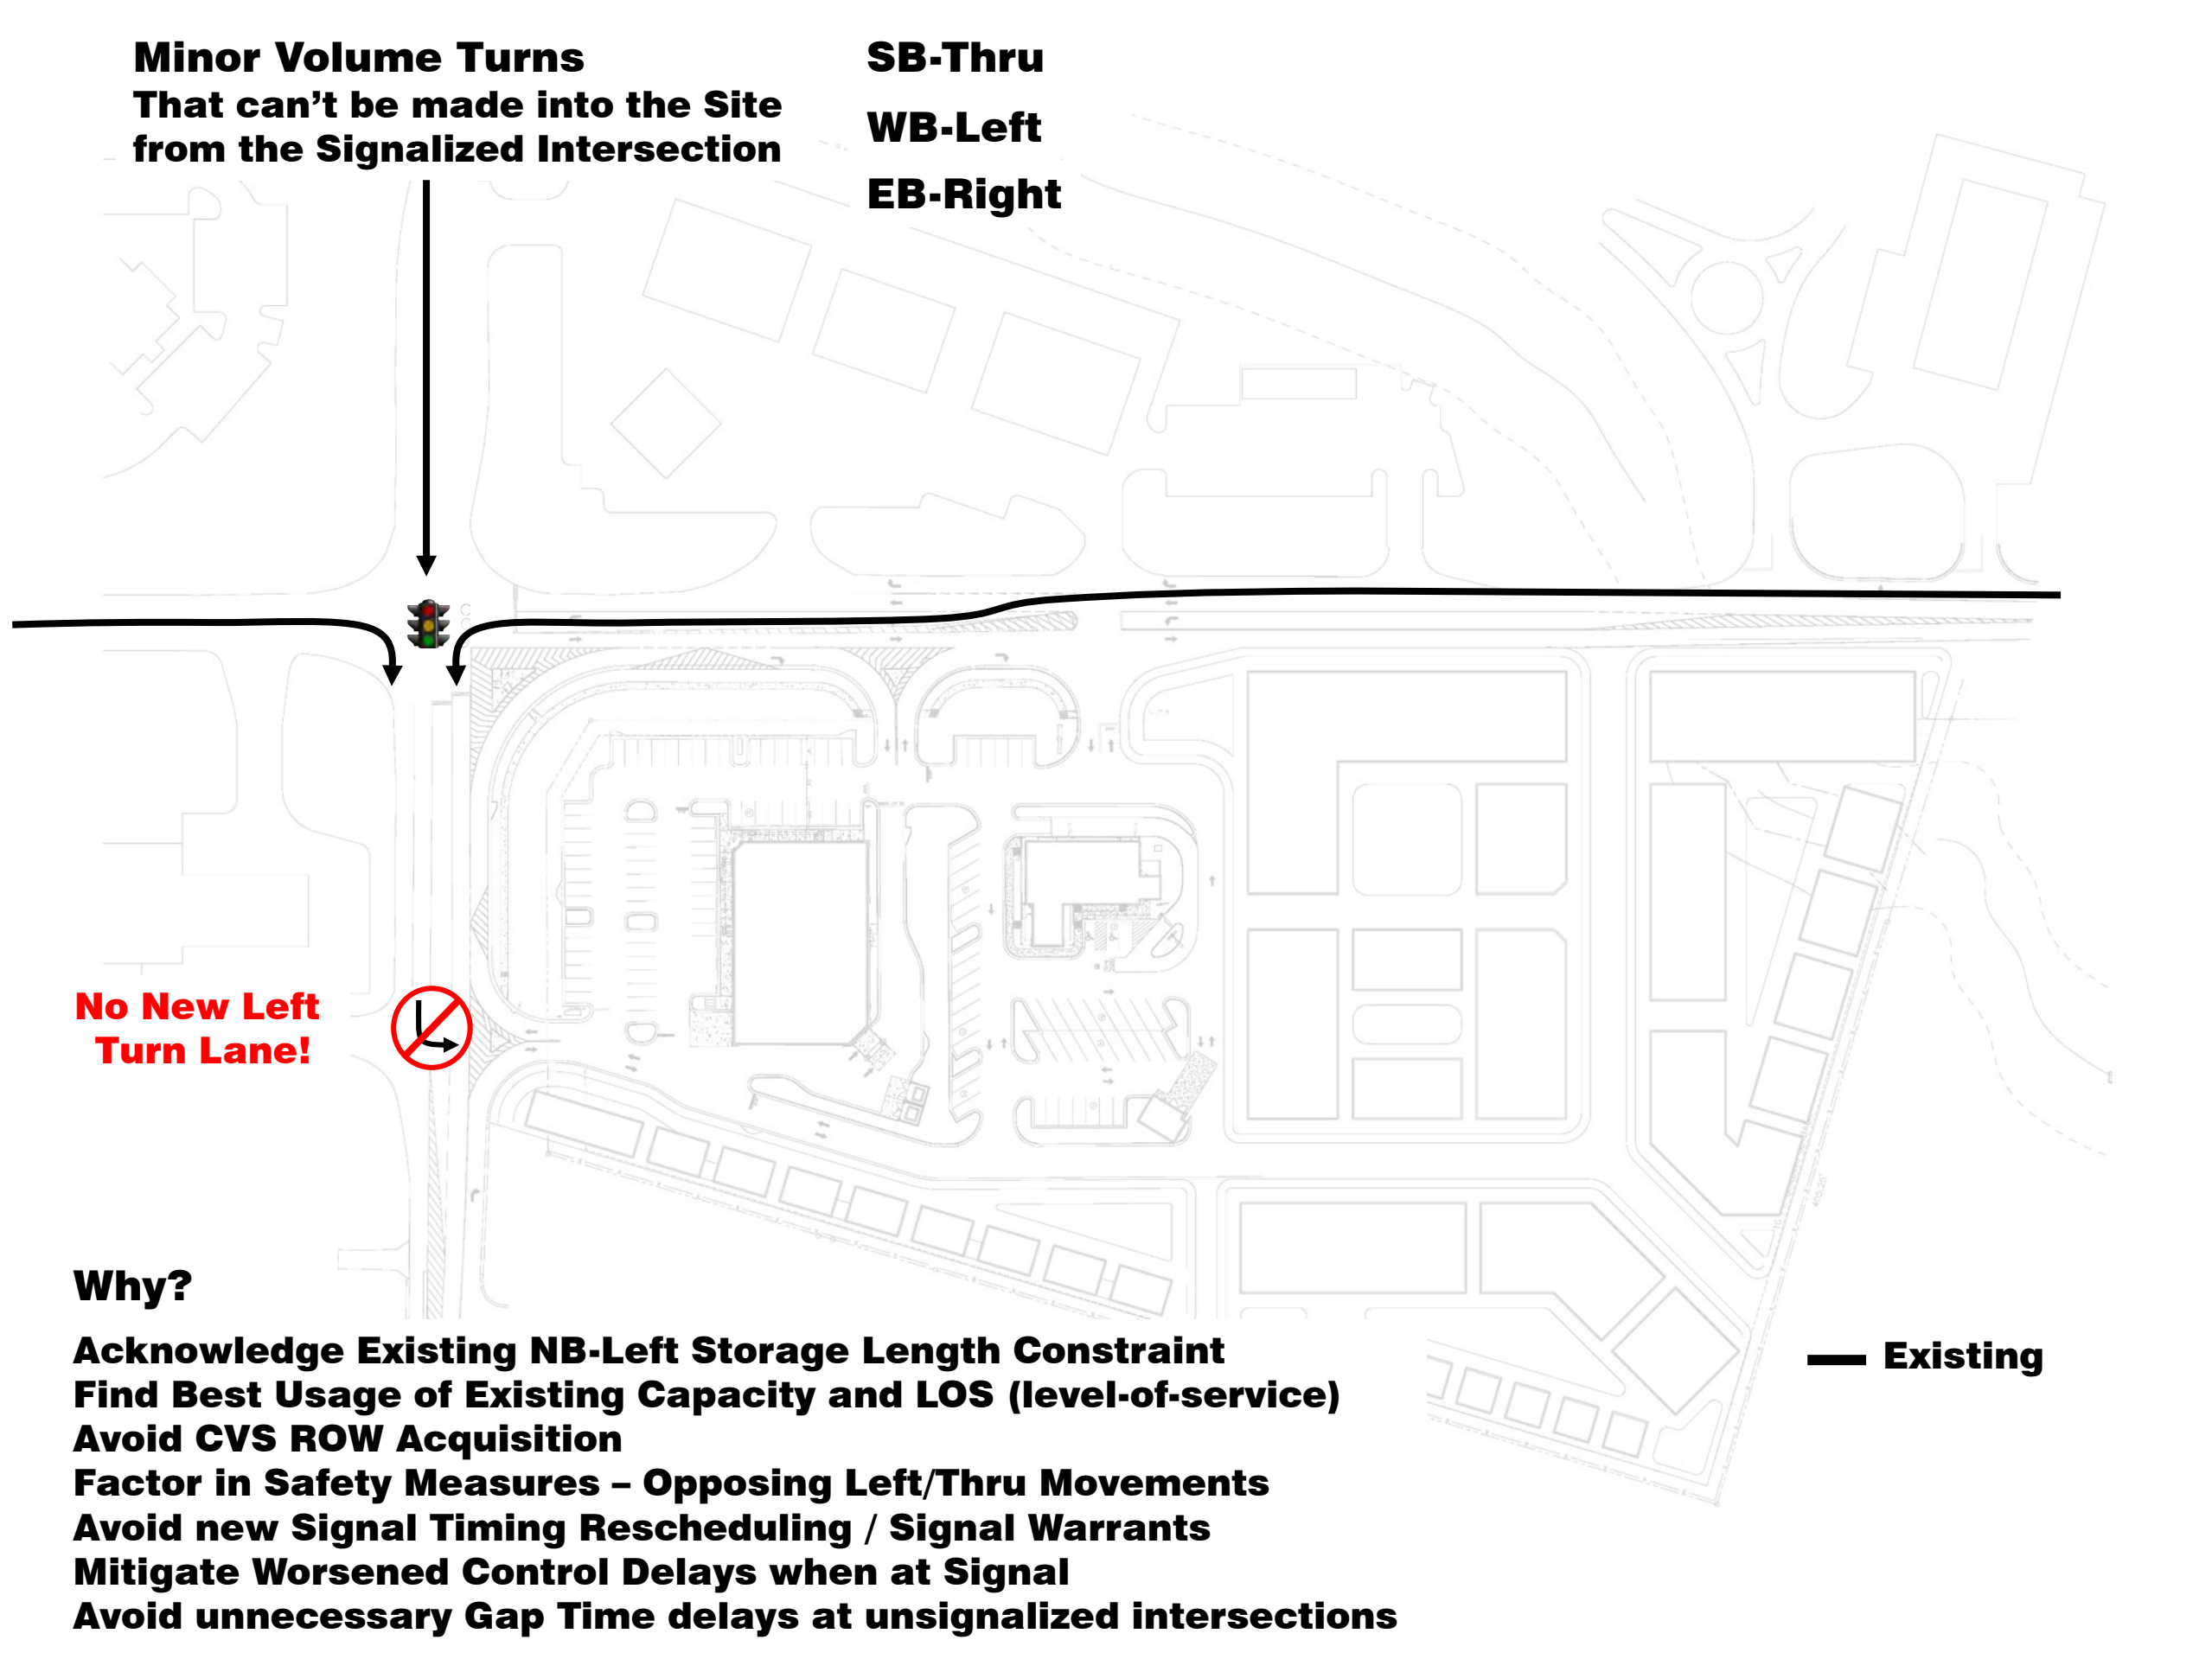 Minor Volume Turns
That can’t be made into the Site
from the Signalized Intersection
SB-Thru
WB-Left
EB-Right
No New Left
Turn Lane!
Why?
Acknowledge Existing NB-Left Storage Length Constraint
Find Best Usage of Existing Capacity and LOS (level-of-service)
Avoid CVS ROW Acquisition
Factor in Safety Measures – Opposing Left/Thru Movements
Avoid new Signal Timing Rescheduling / Signal Warrants
Mitigate Worsened Control Delays when at Signal
Avoid unnecessary Gap Time delays at unsignalized intersections
Existing
405.25'